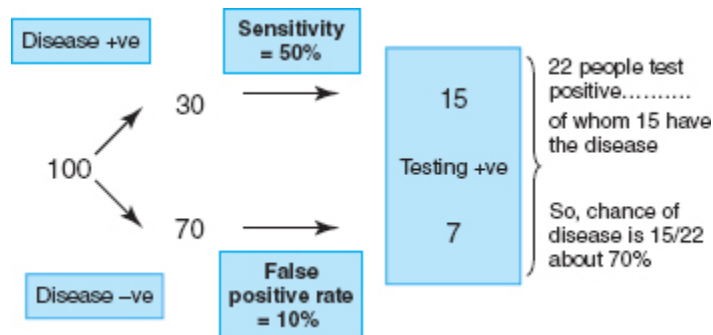 Disease +ve
Sensitivity
= 50%
30
15
22 people test
positive..........
of whom 15 have
the disease
100
Testing +ve
70
7
So, chance of
disease is 15/22
about 70%
Disease –ve
False
positive rate
= 10%